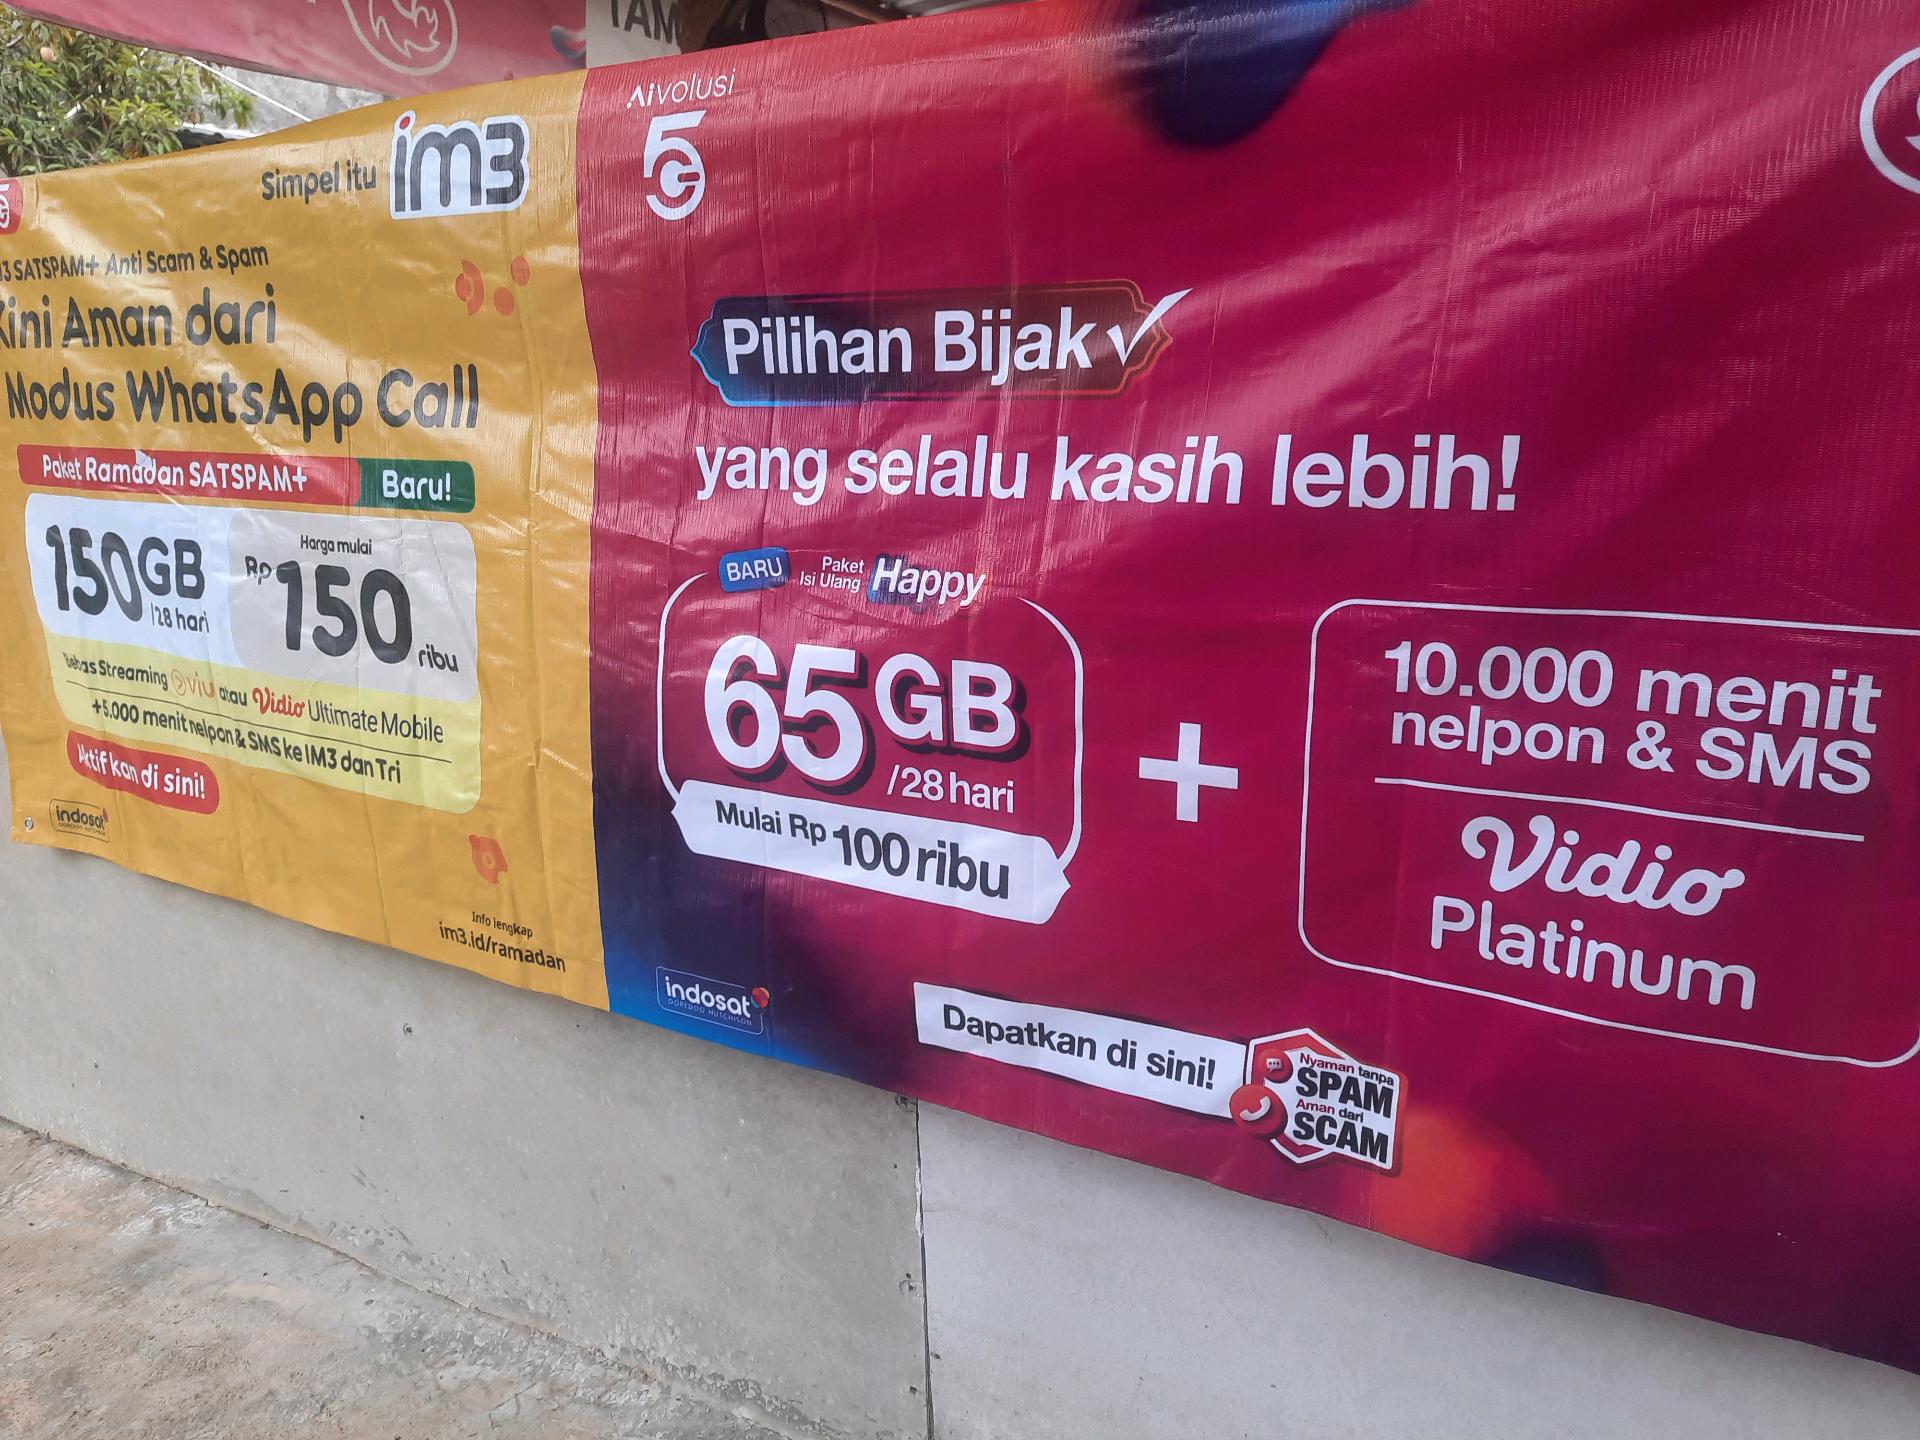 TAM
Simpel itu im3
SATSPAM+ Anti Scam & Spam
Kini Aman dari
Modus WhatsApp Call
Paket Ramadan SATSPAM+ Baru!
150GB
/28 hari
Harga mulai
Rp150 ribu
Bebas Streaming viu atau Vidio Ultimate Mobile
+5.000 menit nelpon & SMS ke IM3 dan Tri
Aktifkan di sini!
indosat
OOREDOO HUTCHISON
Info lengkap
im3.id/ramadan
AIvolusi
5G
Pilihan Bijak
yang selalu kasih lebih!
BARU Paket Isi Ulang Happy
65GB
/28 hari
Mulai Rp 100 ribu
+
10.000 menit
nelpon & SMS
Vidio
Platinum
indosat
OOREDOO HUTCHISON
Dapatkan di sini!
Nyaman tanpa
SPAM
Aman dari
SCAM